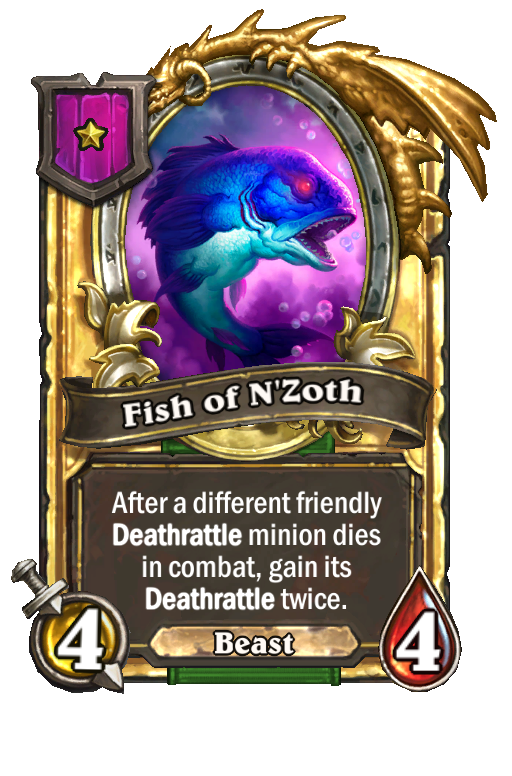 Fish of N'Zoth
After a different friendly
Deathrattle minion dies
in combat, gain its
Deathrattle twice.
4
Beast
4